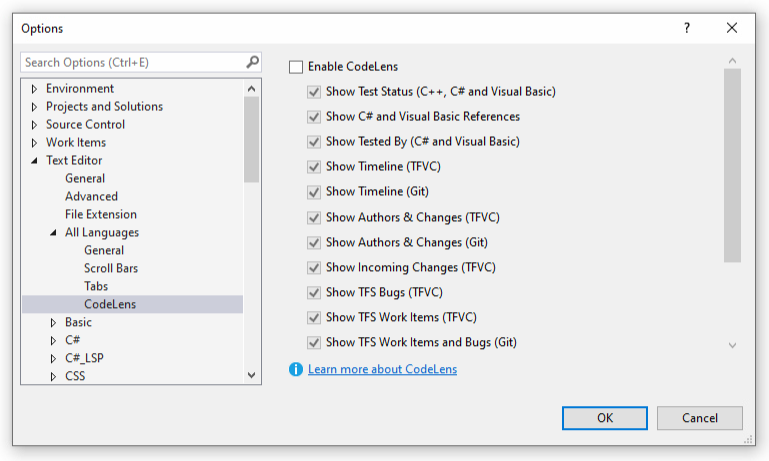 Options
?
Search Options (Ctrl+E)
Environment
Projects and Solutions
Source Control
Work Items
Text Editor
General
Advanced
File Extension
All Languages
General
Scroll Bars
Tabs
CodeLens
Basic
C#
C#_LSP
CSS
Enable CodeLens
Show Test Status (C++, C# and Visual Basic)
Show C# and Visual Basic References
Show Tested By (C# and Visual Basic)
Show Timeline (TFVC)
Show Timeline (Git)
Show Authors & Changes (TFVC)
Show Authors & Changes (Git)
Show Incoming Changes (TFVC)
Show TFS Bugs (TFVC)
Show TFS Work Items (TFVC)
Show TFS Work Items and Bugs (Git)
Learn more about CodeLens
OK
Cancel